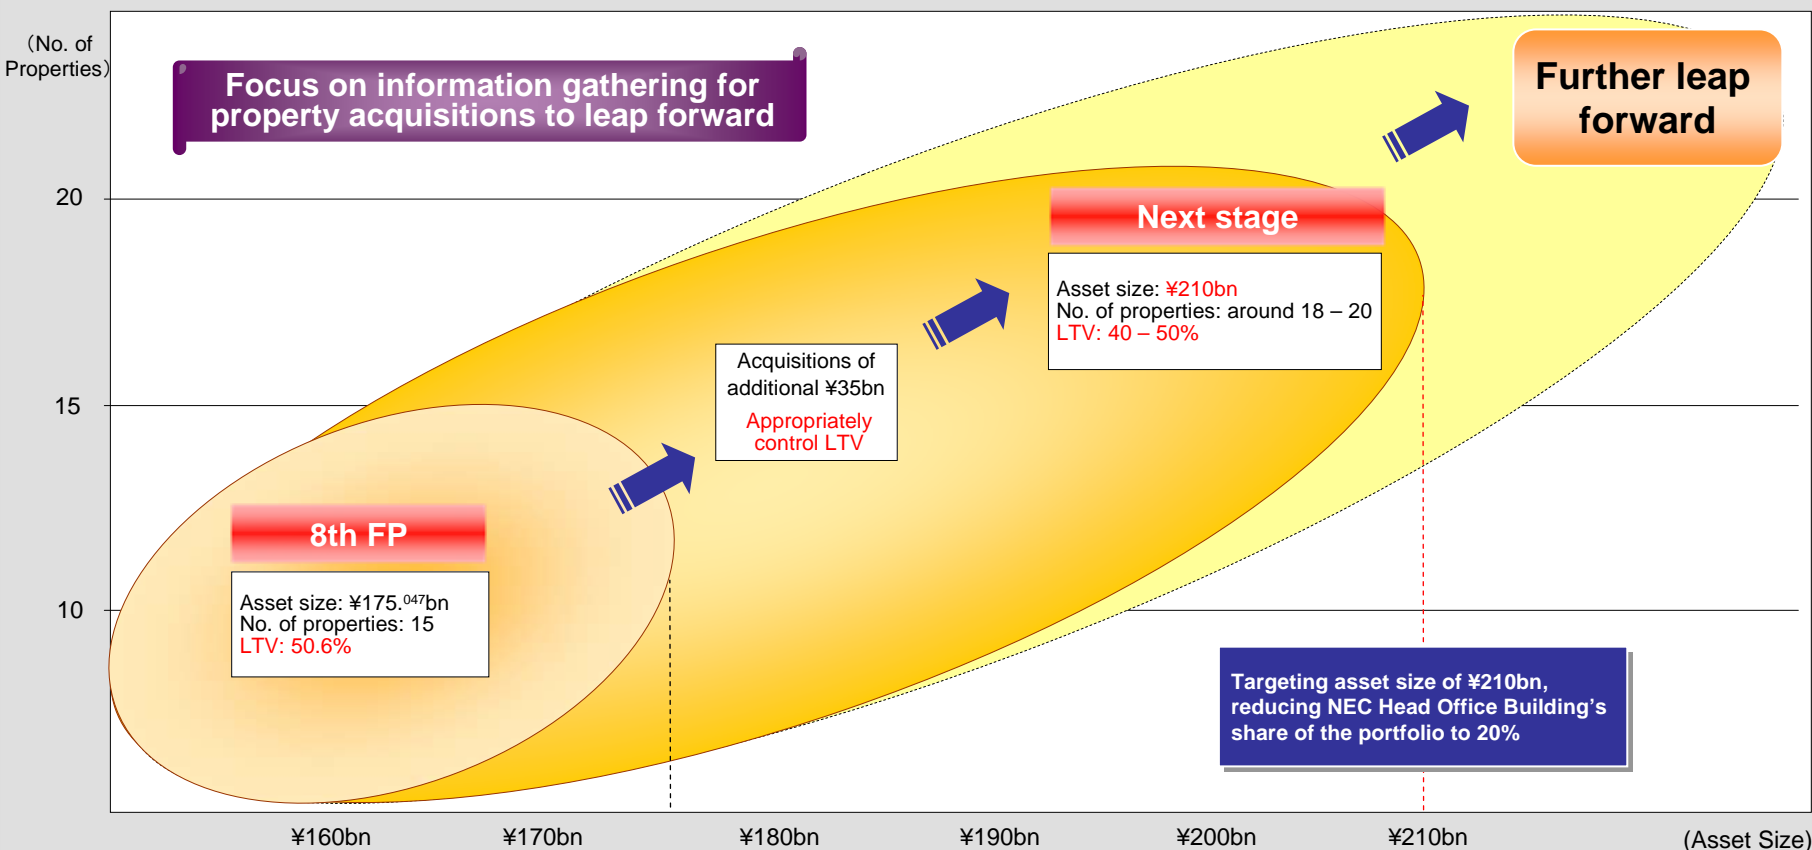 （No. of
Properties）
Focus on information gathering for
property acquisitions to leap forward
Further leap
forward
20
Next stage
Asset size: ¥210bn
No. of properties: around 18 – 20
LTV: 40 – 50%
Acquisitions of
additional ¥35bn
Appropriately
control LTV
15
8th FP
Asset size: ¥175.047bn
No. of properties: 15
LTV: 50.6%
10
Targeting asset size of ¥210bn,
reducing NEC Head Office Building’s
share of the portfolio to 20%
¥160bn ¥170bn ¥180bn ¥190bn ¥200bn ¥210bn (Asset Size)